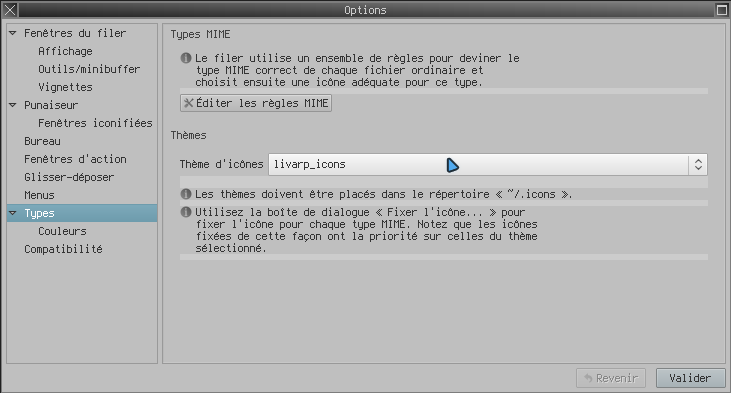 Options
Fenêtres du filer
Affichage
Outils/minibuffer
Vignettes
Punaiseur
Fenêtres iconifiées
Bureau
Fenêtres d'action
Glisser-déposer
Menus
Types
Couleurs
Compatibilité
Types MIME
Le filer utilise un ensemble de règles pour deviner le
type MIME correct de chaque fichier ordinaire et
choisit ensuite une icône adéquate pour ce type.
Éditer les règles MIME
Thèmes
Thème d'icônes livarp_icons
Les thèmes doivent être placés dans le répertoire « ~/.icons ».
Utilisez la boîte de dialogue « Fixer l'icône... » pour
fixer l'icône pour chaque type MIME. Notez que les icônes
fixées de cette façon ont la priorité sur celles du thème
sélectionné.
Revenir
Valider